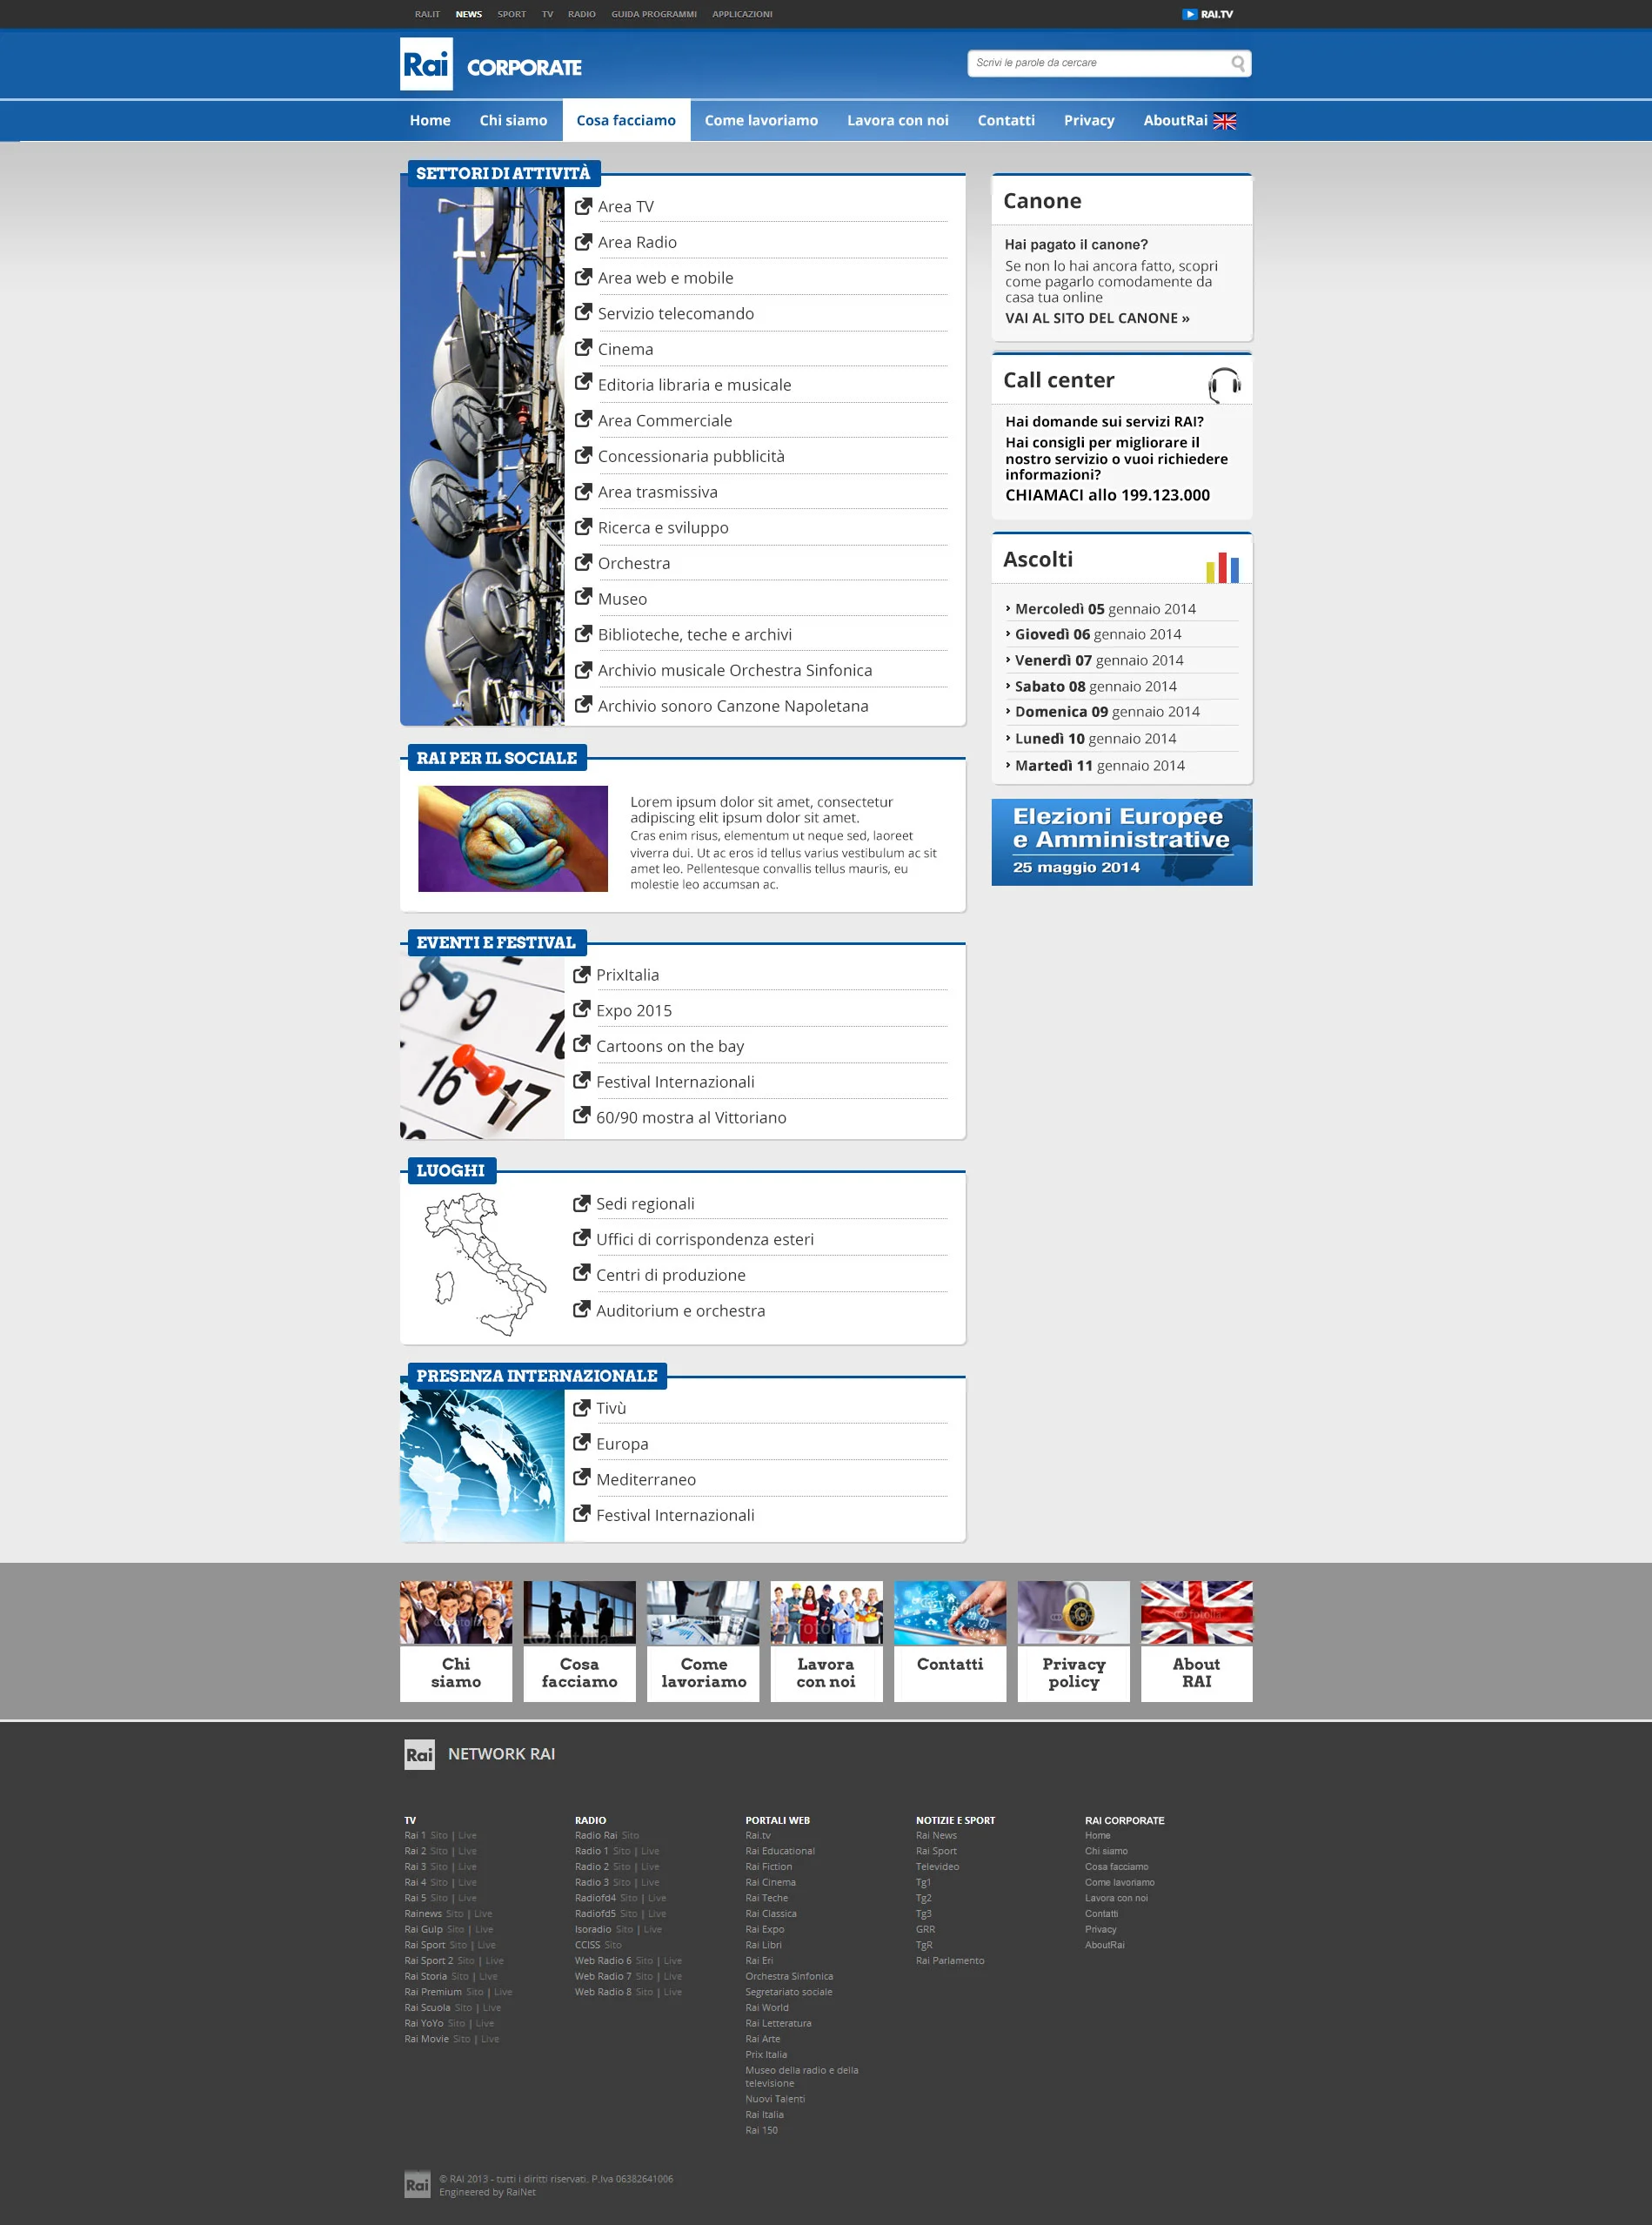 RAI.IT NEWS SPORT TV RADIO GUIDA PROGRAMMI APPLICAZIONI RAI.TV
Rai CORPORATE
Scrivi le parole da cercare
Home Chi siamo Cosa facciamo Come lavoriamo Lavora con noi Contatti Privacy AboutRai
SETTORI DI ATTIVITÀ
Area TV
Area Radio
Area web e mobile
Servizio telecomando
Cinema
Editoria libraria e musicale
Area Commerciale
Concessionaria pubblicità
Area trasmissiva
Ricerca e sviluppo
Orchestra
Museo
Biblioteche, teche e archivi
Archivio musicale Orchestra Sinfonica
Archivio sonoro Canzone Napoletana
Canone
Hai pagato il canone?
Se non lo hai ancora fatto, scopri
come pagarlo comodamente da
casa tua online
VAI AL SITO DEL CANONE »
Call center
Hai domande sui servizi RAI?
Hai consigli per migliorare il
nostro servizio o vuoi richiedere
informazioni?
CHIAMACI allo 199.123.000
Ascolti
Mercoledì 05 gennaio 2014
Giovedì 06 gennaio 2014
Venerdì 07 gennaio 2014
Sabato 08 gennaio 2014
Domenica 09 gennaio 2014
Lunedì 10 gennaio 2014
Martedì 11 gennaio 2014
Elezioni Europee
e Amministrative
25 maggio 2014
RAI PER IL SOCIALE
Lorem ipsum dolor sit amet, consectetur
adipiscing elit ipsum dolor sit amet.
Cras enim risus, elementum ut neque sed, laoreet
viverra dui. Ut ac eros id tellus varius vestibulum ac sit
amet leo. Pellentesque convallis tellus mauris, eu
molestie leo accumsan ac.
EVENTI E FESTIVAL
8 9 10
16 17
PrixItalia
Expo 2015
Cartoons on the bay
Festival Internazionali
60/90 mostra al Vittoriano
LUOGHI
Sedi regionali
Uffici di corrispondenza esteri
Centri di produzione
Auditorium e orchestra
PRESENZA INTERNAZIONALE
Tivù
Europa
Mediterraneo
Festival Internazionali
Chi
siamo
Cosa
facciamo
Come
lavoriamo
Lavora
con noi
Contatti
Privacy
policy
About
RAI
Rai NETWORK RAI
TV
Rai 1 Sito | Live
Rai 2 Sito | Live
Rai 3 Sito | Live
Rai 4 Sito | Live
Rai 5 Sito | Live
Rainews Sito | Live
Rai Gulp Sito | Live
Rai Sport Sito | Live
Rai Sport 2 Sito | Live
Rai Storia Sito | Live
Rai Premium Sito | Live
Rai Scuola Sito | Live
Rai YoYo Sito | Live
Rai Movie Sito | Live
RADIO
Radio Rai Sito
Radio 1 Sito | Live
Radio 2 Sito | Live
Radio 3 Sito | Live
Radiofd4 Sito | Live
Radiofd5 Sito | Live
Isoradio Sito | Live
CCISS Sito
Web Radio 6 Sito | Live
Web Radio 7 Sito | Live
Web Radio 8 Sito | Live
PORTALI WEB
Rai.tv
Rai Educational
Rai Fiction
Rai Cinema
Rai Teche
Rai Classica
Rai Expo
Rai Libri
Rai Eri
Orchestra Sinfonica
Segretariato sociale
Rai World
Rai Letteratura
Rai Arte
Prix Italia
Museo della radio e della
televisione
Nuovi Talenti
Rai Italia
Rai 150
NOTIZIE E SPORT
Rai News
Rai Sport
Televideo
Tg1
Tg2
Tg3
GRR
TgR
Rai Parlamento
RAI CORPORATE
Home
Chi siamo
Cosa facciamo
Come lavoriamo
Lavora con noi
Contatti
Privacy
AboutRai
Rai © RAI 2013 - tutti i diritti riservati. P.Iva 06382641006
Engineered by RaiNet